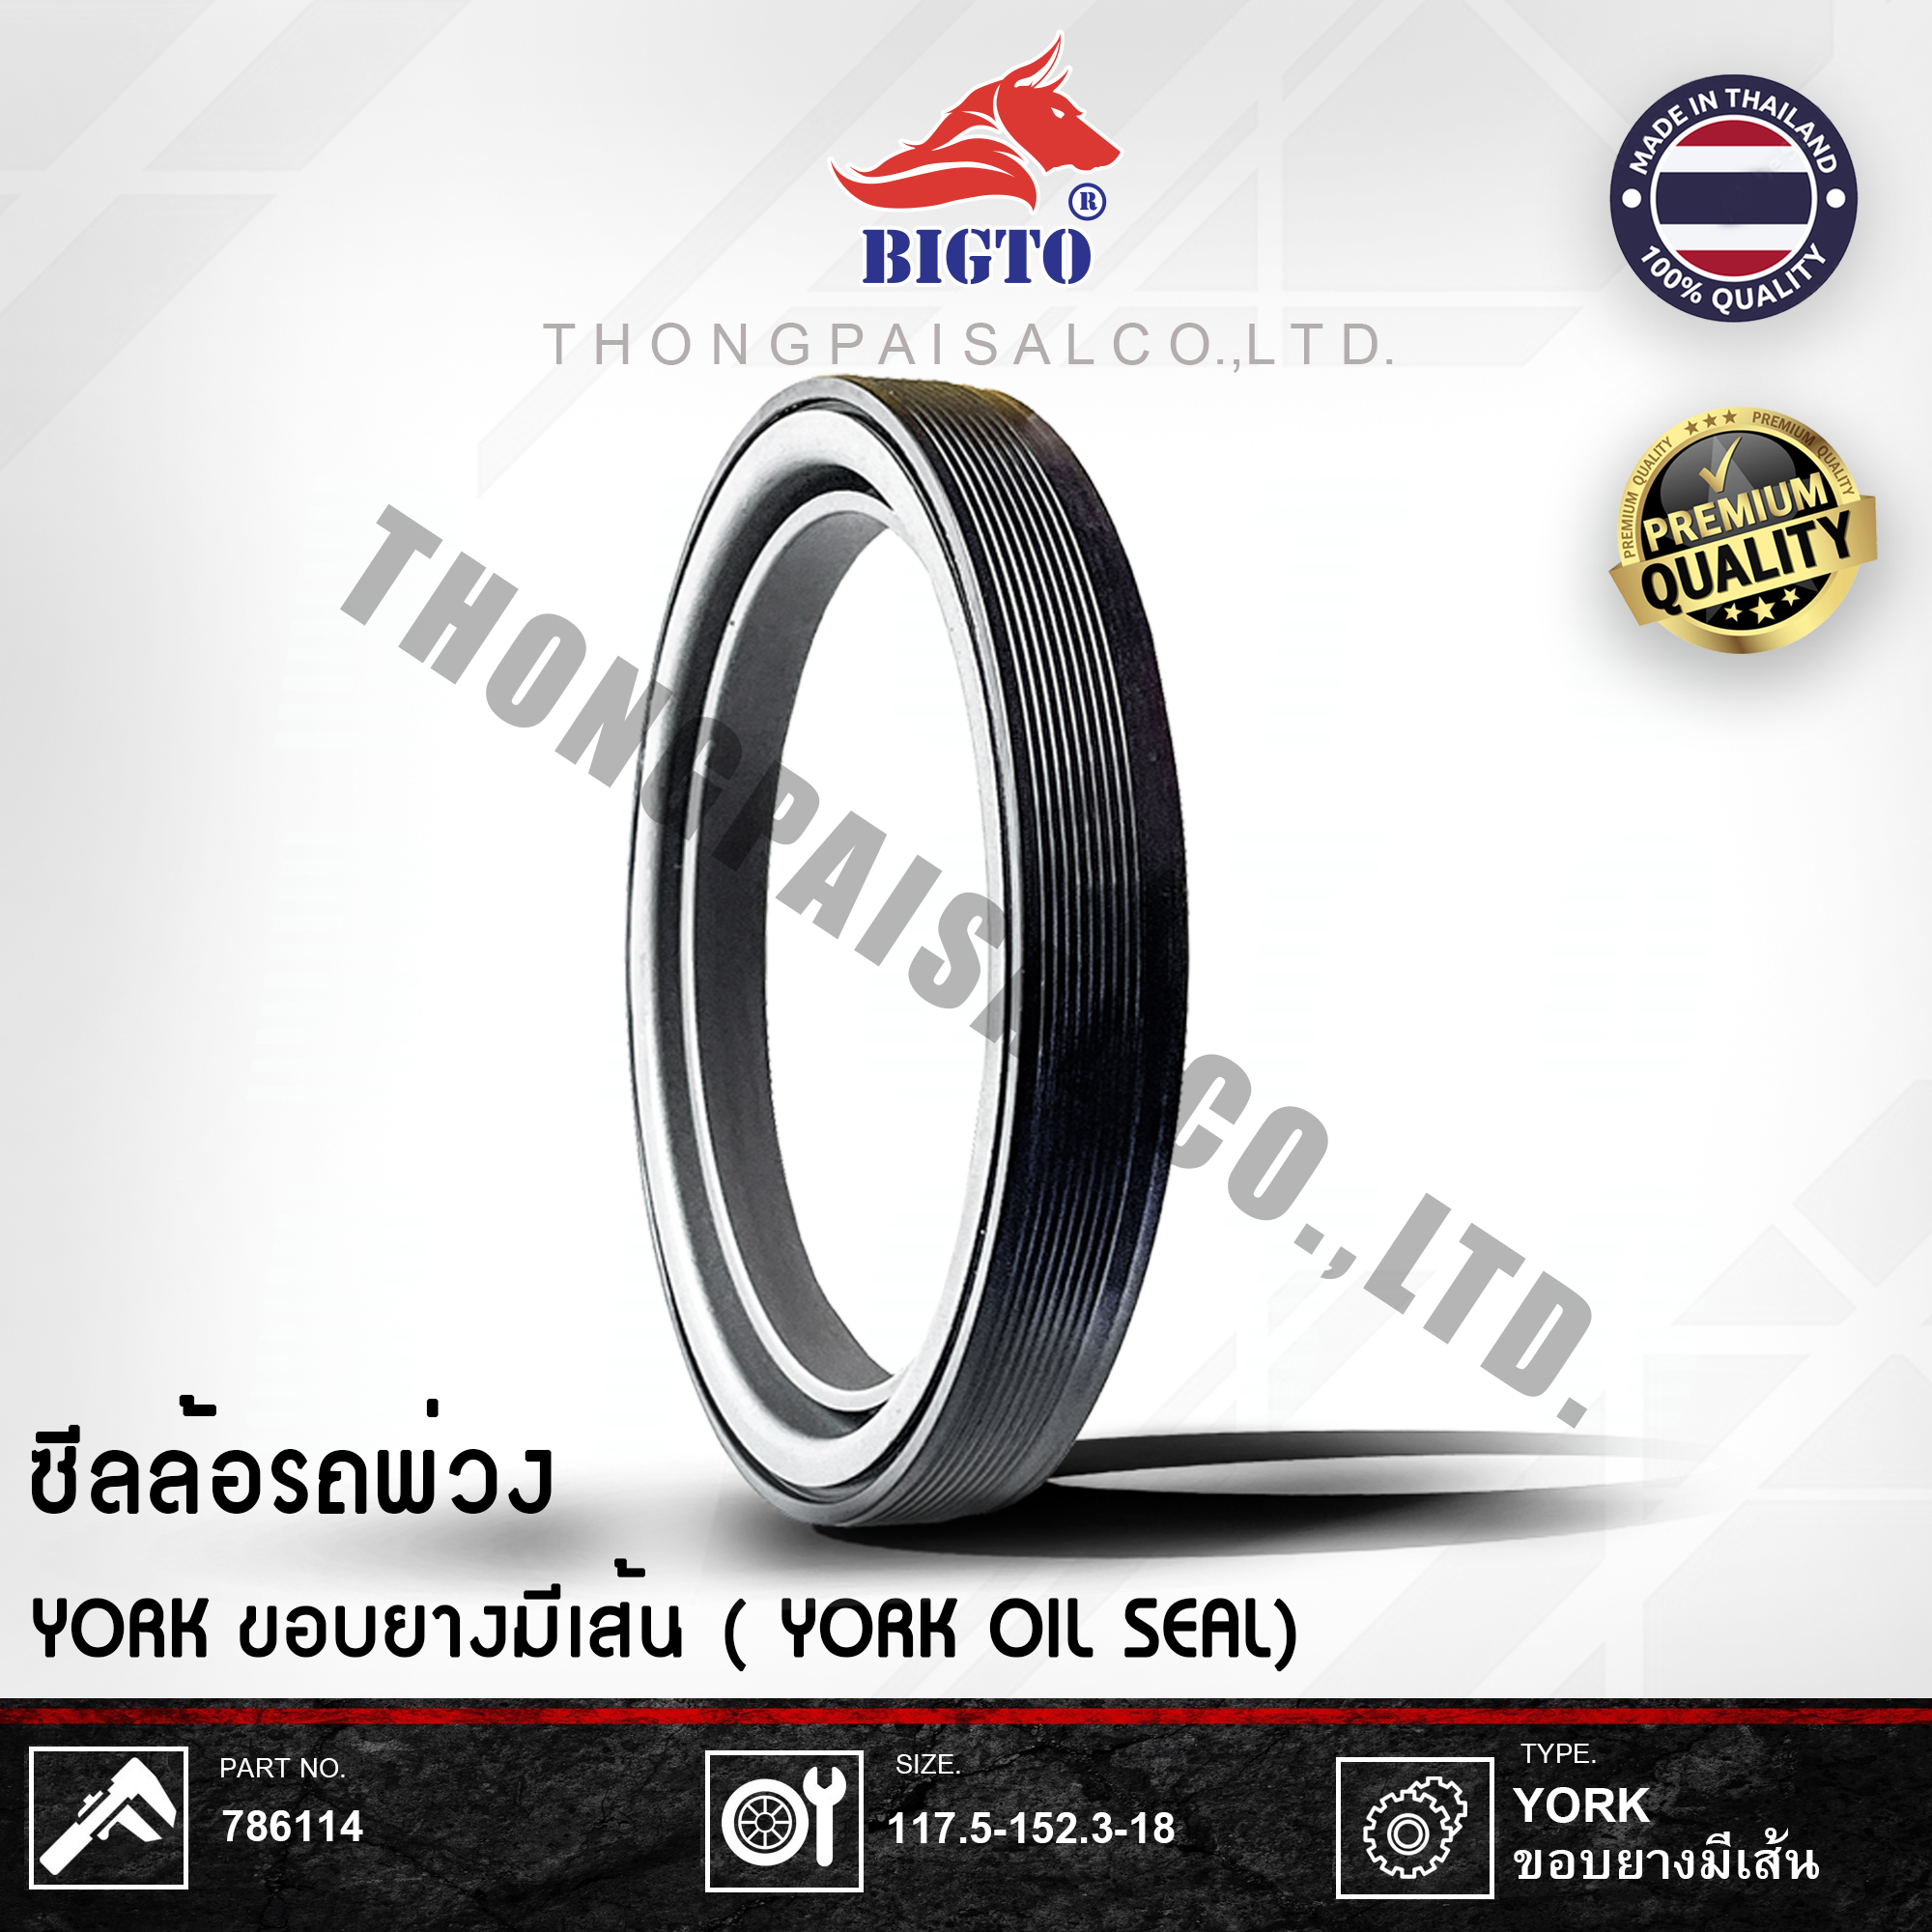 BIGTO
®
THONGPAISALCO.,LTD.
MADE IN THAILAND
100% QUALITY
PREMIUM QUALITY
PREMIUM QUALITY
PREMIUM
QUALITY
THONGPAISAL CO.,LTD.
ซีลล้อรถพ่วง
YORK ขอบยางมีเส้น ( YORK OIL SEAL)
PART NO.
786114
SIZE.
117.5-152.3-18
TYPE.
YORK
ขอบยางมีเส้น